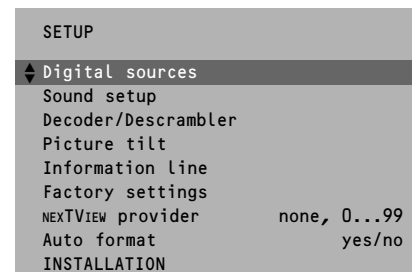 SETUP
Digital sources
Sound setup
Decoder/Descrambler
Picture tilt
Information line
Factory settings
NEXTVIEW provider none, 0...99
Auto format yes/no
INSTALLATION